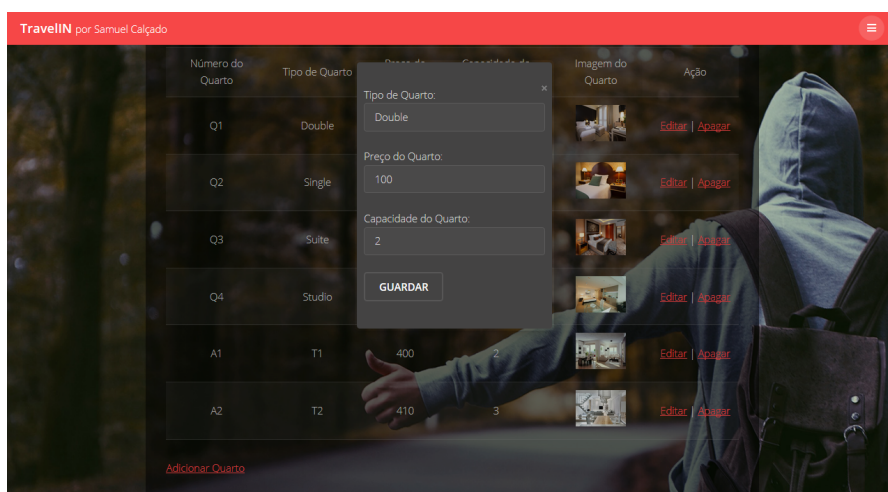 TravelIN por Samuel Calçado
Número do Quarto
Tipo de Quarto
Imagem do Quarto
Ação
×
Tipo de Quarto:
Double
Preço do Quarto:
100
Capacidade do Quarto:
2
GUARDAR
Q1 Double Editar | Apagar
Q2 Single Editar | Apagar
Q3 Suite Editar | Apagar
Q4 Studio Editar | Apagar
A1 T1 400 2 Editar | Apagar
A2 T2 410 3 Editar | Apagar
Adicionar Quarto